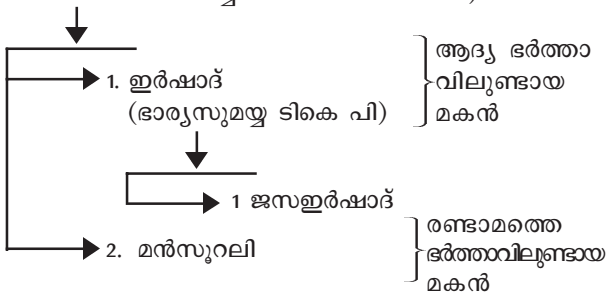 ആദ്യ ഭർത്താ
1. ഇർഷാദ്
വിലുണ്ടായ
(ഭാര്യസുമയ്യ ടികെ പി)
മകൻ
1 ജസഇർഷാദ്
രണ്ടാമത്തെ
2. മൻസൂറലി
ഭർത്താവിലുണ്ടായ
മകൻ